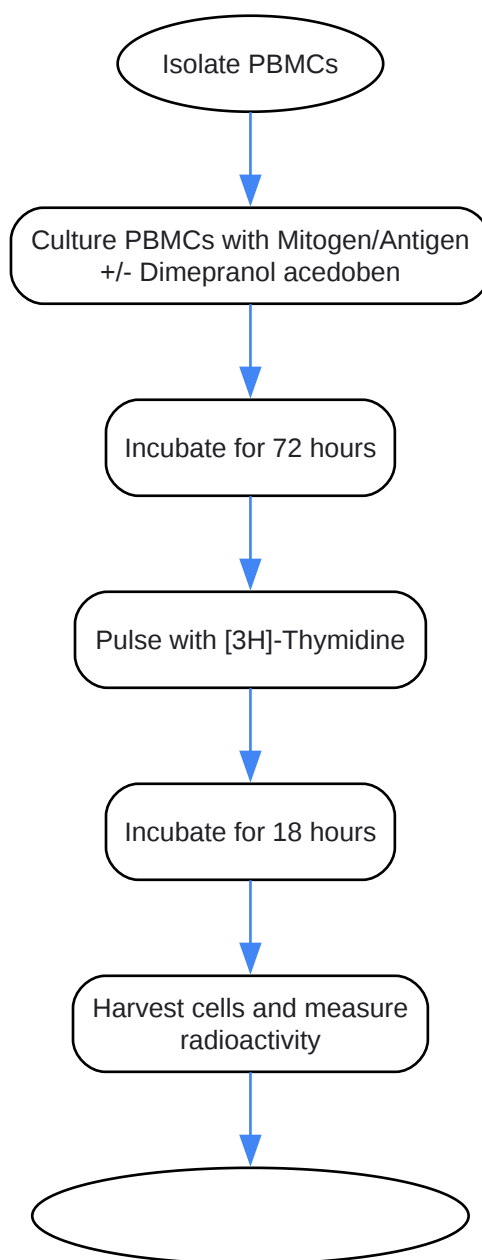 Isolate PBMCs
Culture PBMCs with Mitogen/Antigen
+/- Dimepranol acedoben
Incubate for 72 hours
Pulse with [3H]-Thymidine
Incubate for 18 hours
Harvest cells and measure
radioactivity